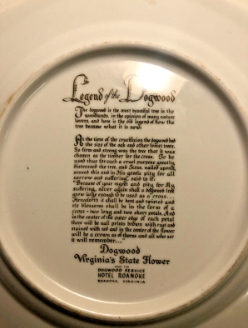 Legend of the Dogwood
The dogwood is the most beautiful tree in the
woodlands, in the opinion of many nature
lovers, and here is the old legend of how the
tree became what it is now:
At the time of the crucifixion the dogwood had
the size of the oak and other forest trees.
So firm and strong was the tree that it was
chosen as the timber for the cross. So be
used thus for such a cruel purpose greatly
distressed the tree, and Jesus, nailed upon it,
sensed this and in His gentle pity for all
sorrow and suffering, said to it:
"Because of your regret and pity for My
suffering, never again shall a dogwood tree
grow large enough to be used as a cross.
Henceforth it shall be bent and twisted and
its blossoms shall be in the form of a
cross - two long and two short petals. And
in the center of the outer edge of each petal
there will be nail prints brown with rust and
stained with red and in the center of the flower
will be a crown of thorns and all who see
it will remember..."
Dogwood
Virginia's State Flower
DOGWOOD SERVICE
HOTEL ROANOKE
ROANOKE, VIRGINIA